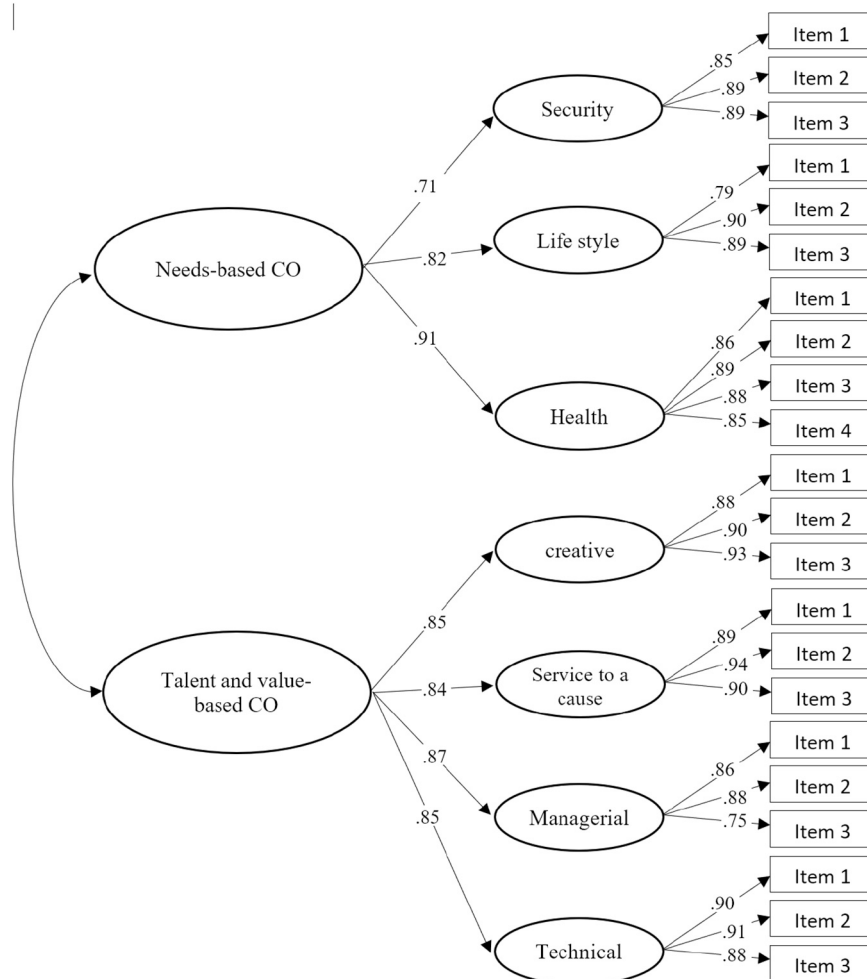 Item 1
.85
Item 2
.89
Security
.89
Item 3
Item 1
.71
.79
Item 2
.90
Life style
.89
Item 3
Needs-based CO
.82
Item 1
.86
Item 2
.91
.89
Item 3
.88
Health
.85
Item 4
Item 1
.88
Item 2
.90
creative
.93
Item 3
Item 1
.85
.89
Item 2
.94
Talent and value-
based CO
.84
Service to a
cause
.90
Item 3
Item 1
.87
.86
Item 2
.88
.85
Managerial
.75
Item 3
Item 1
.90
Item 2
.91
Technical
.88
Item 3